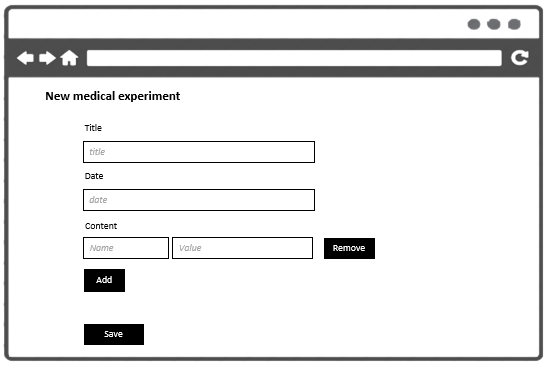 New medical experiment
Title
title
Date
date
Content
Name Value Remove
Add
Save